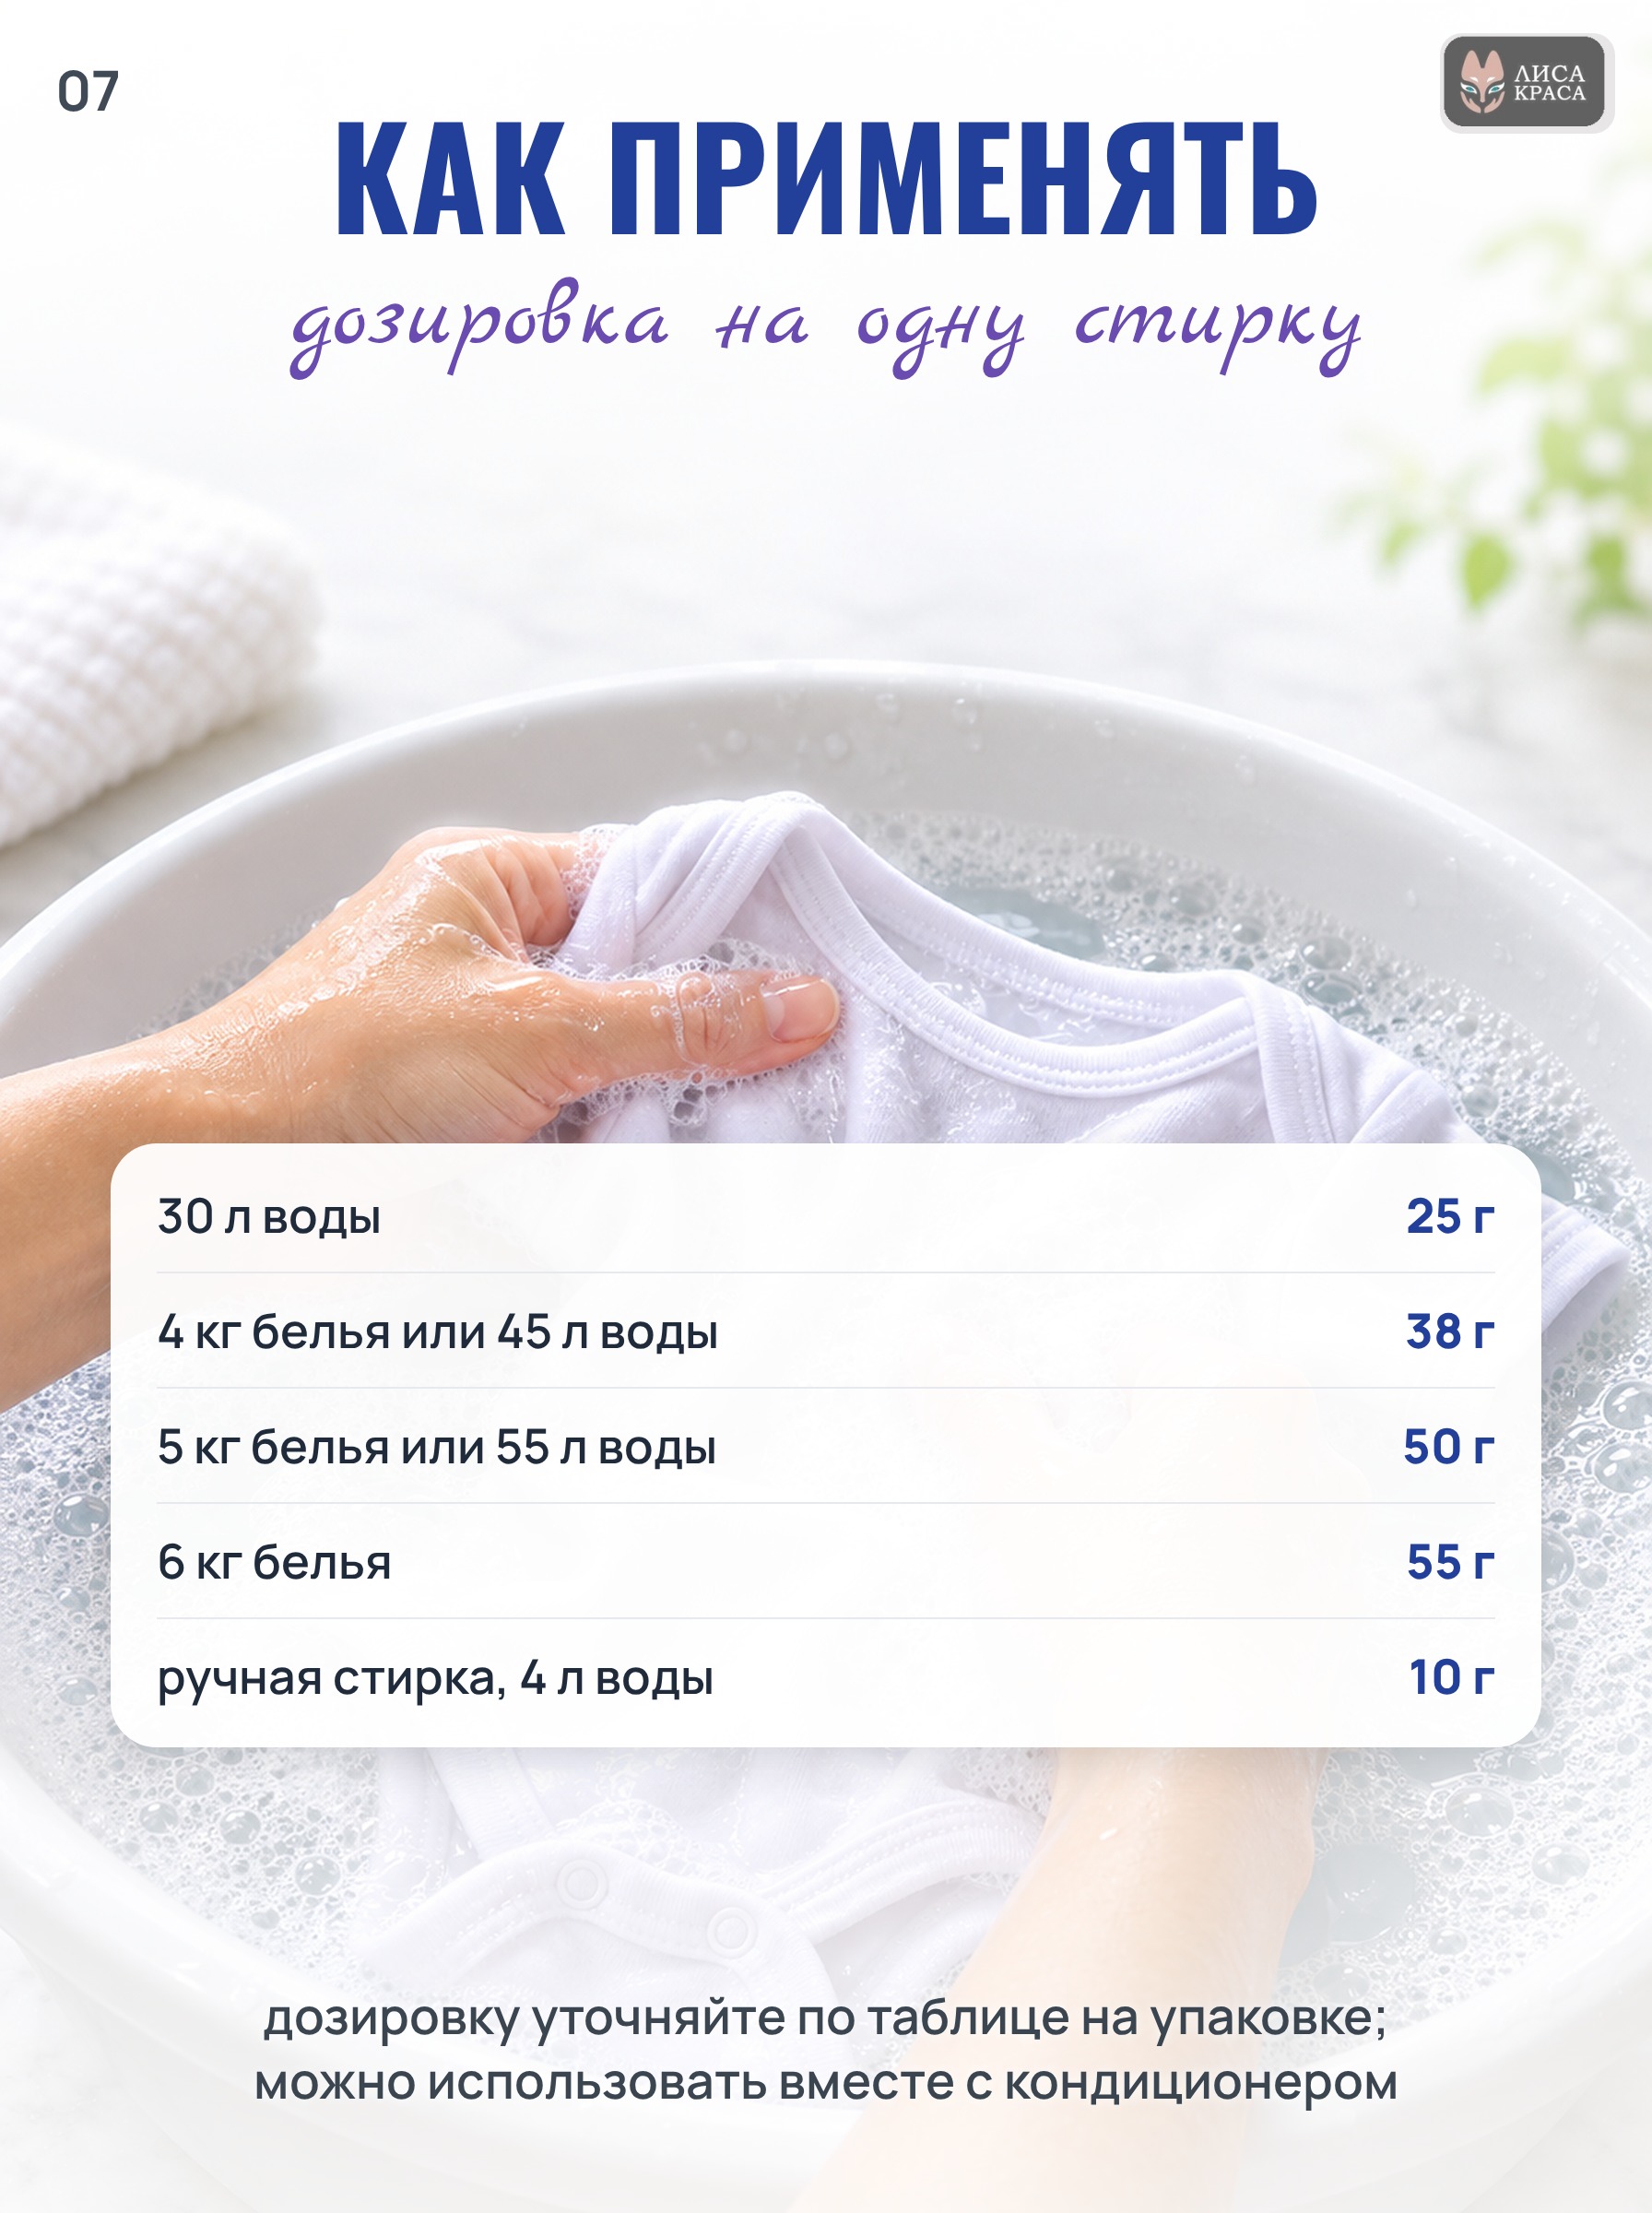 07
ЛИСА
КРАСА
КАК ПРИМЕНЯТЬ
дозировка на одну стирку
30 л воды 25 г
4 кг белья или 45 л воды 38 г
5 кг белья или 55 л воды 50 г
6 кг белья 55 г
ручная стирка, 4 л воды 10 г
дозировку уточняйте по таблице на упаковке;
можно использовать вместе с кондиционером